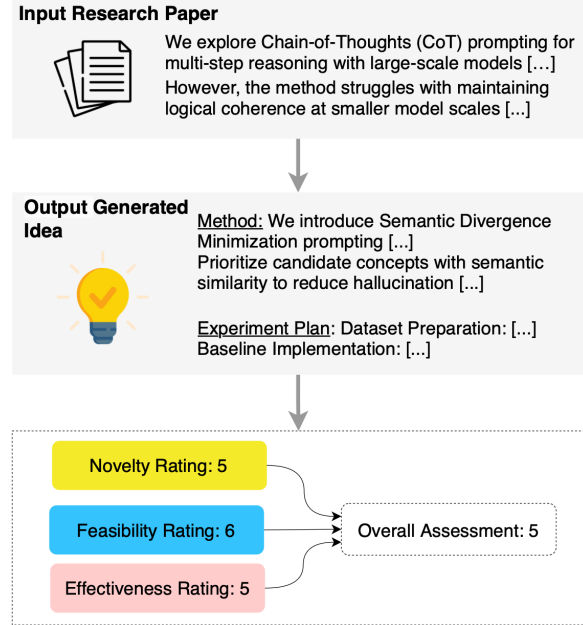 Input Research Paper
We explore Chain-of-Thoughts (CoT) prompting for
multi-step reasoning with large-scale models […]
However, the method struggles with maintaining
logical coherence at smaller model scales [...]
Output Generated
Idea
Method: We introduce Semantic Divergence
Minimization prompting [...]
Prioritize candidate concepts with semantic
similarity to reduce hallucination [...]
Experiment Plan: Dataset Preparation: [...]
Baseline Implementation: [...]
Novelty Rating: 5
Feasibility Rating: 6
Effectiveness Rating: 5
Overall Assessment: 5